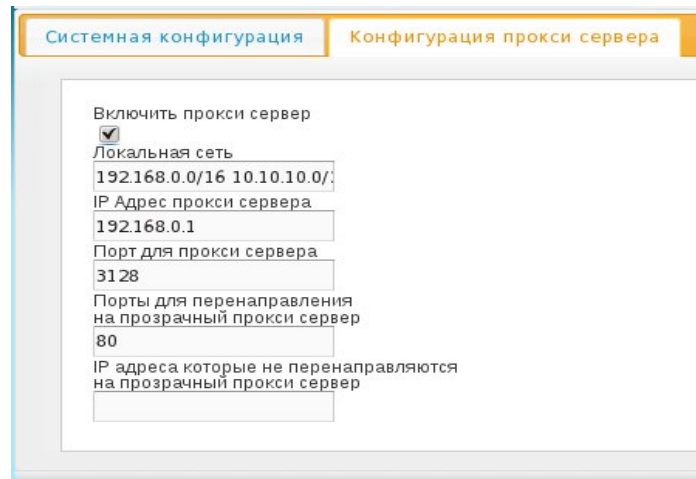 Системная конфигурация
Конфигурация прокси сервера
Включить прокси сервер
Локальная сеть
192.168.0.0/16 10.10.10.0/
IP Адрес прокси сервера
192.168.0.1
Порт для прокси сервера
3128
Порты для перенаправления
на прозрачный прокси сервер
80
IP адреса которые не перенаправляются
на прозрачный прокси сервер